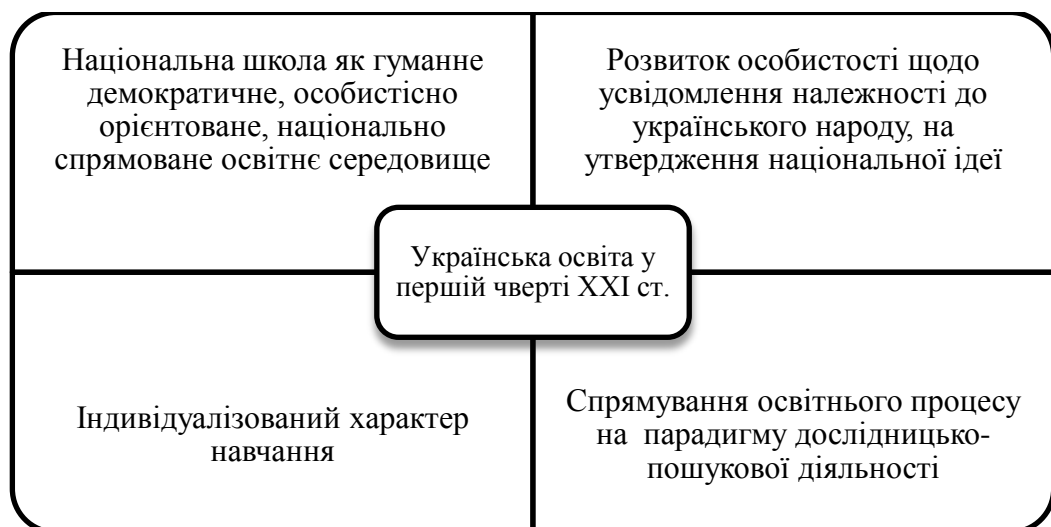 Національна школа як гуманне
демократичне, особистісно
орієнтоване, національно
спрямоване освітнє середовище
Розвиток особистості щодо
усвідомлення належності до
українського народу, на
утвердження національної ідеї
Українська освіта у
першій чверті XXI ст.
Індивідуалізований характер
навчання
Спрямування освітнього процесу
на парадигму дослідницько-
пошукової діяльності